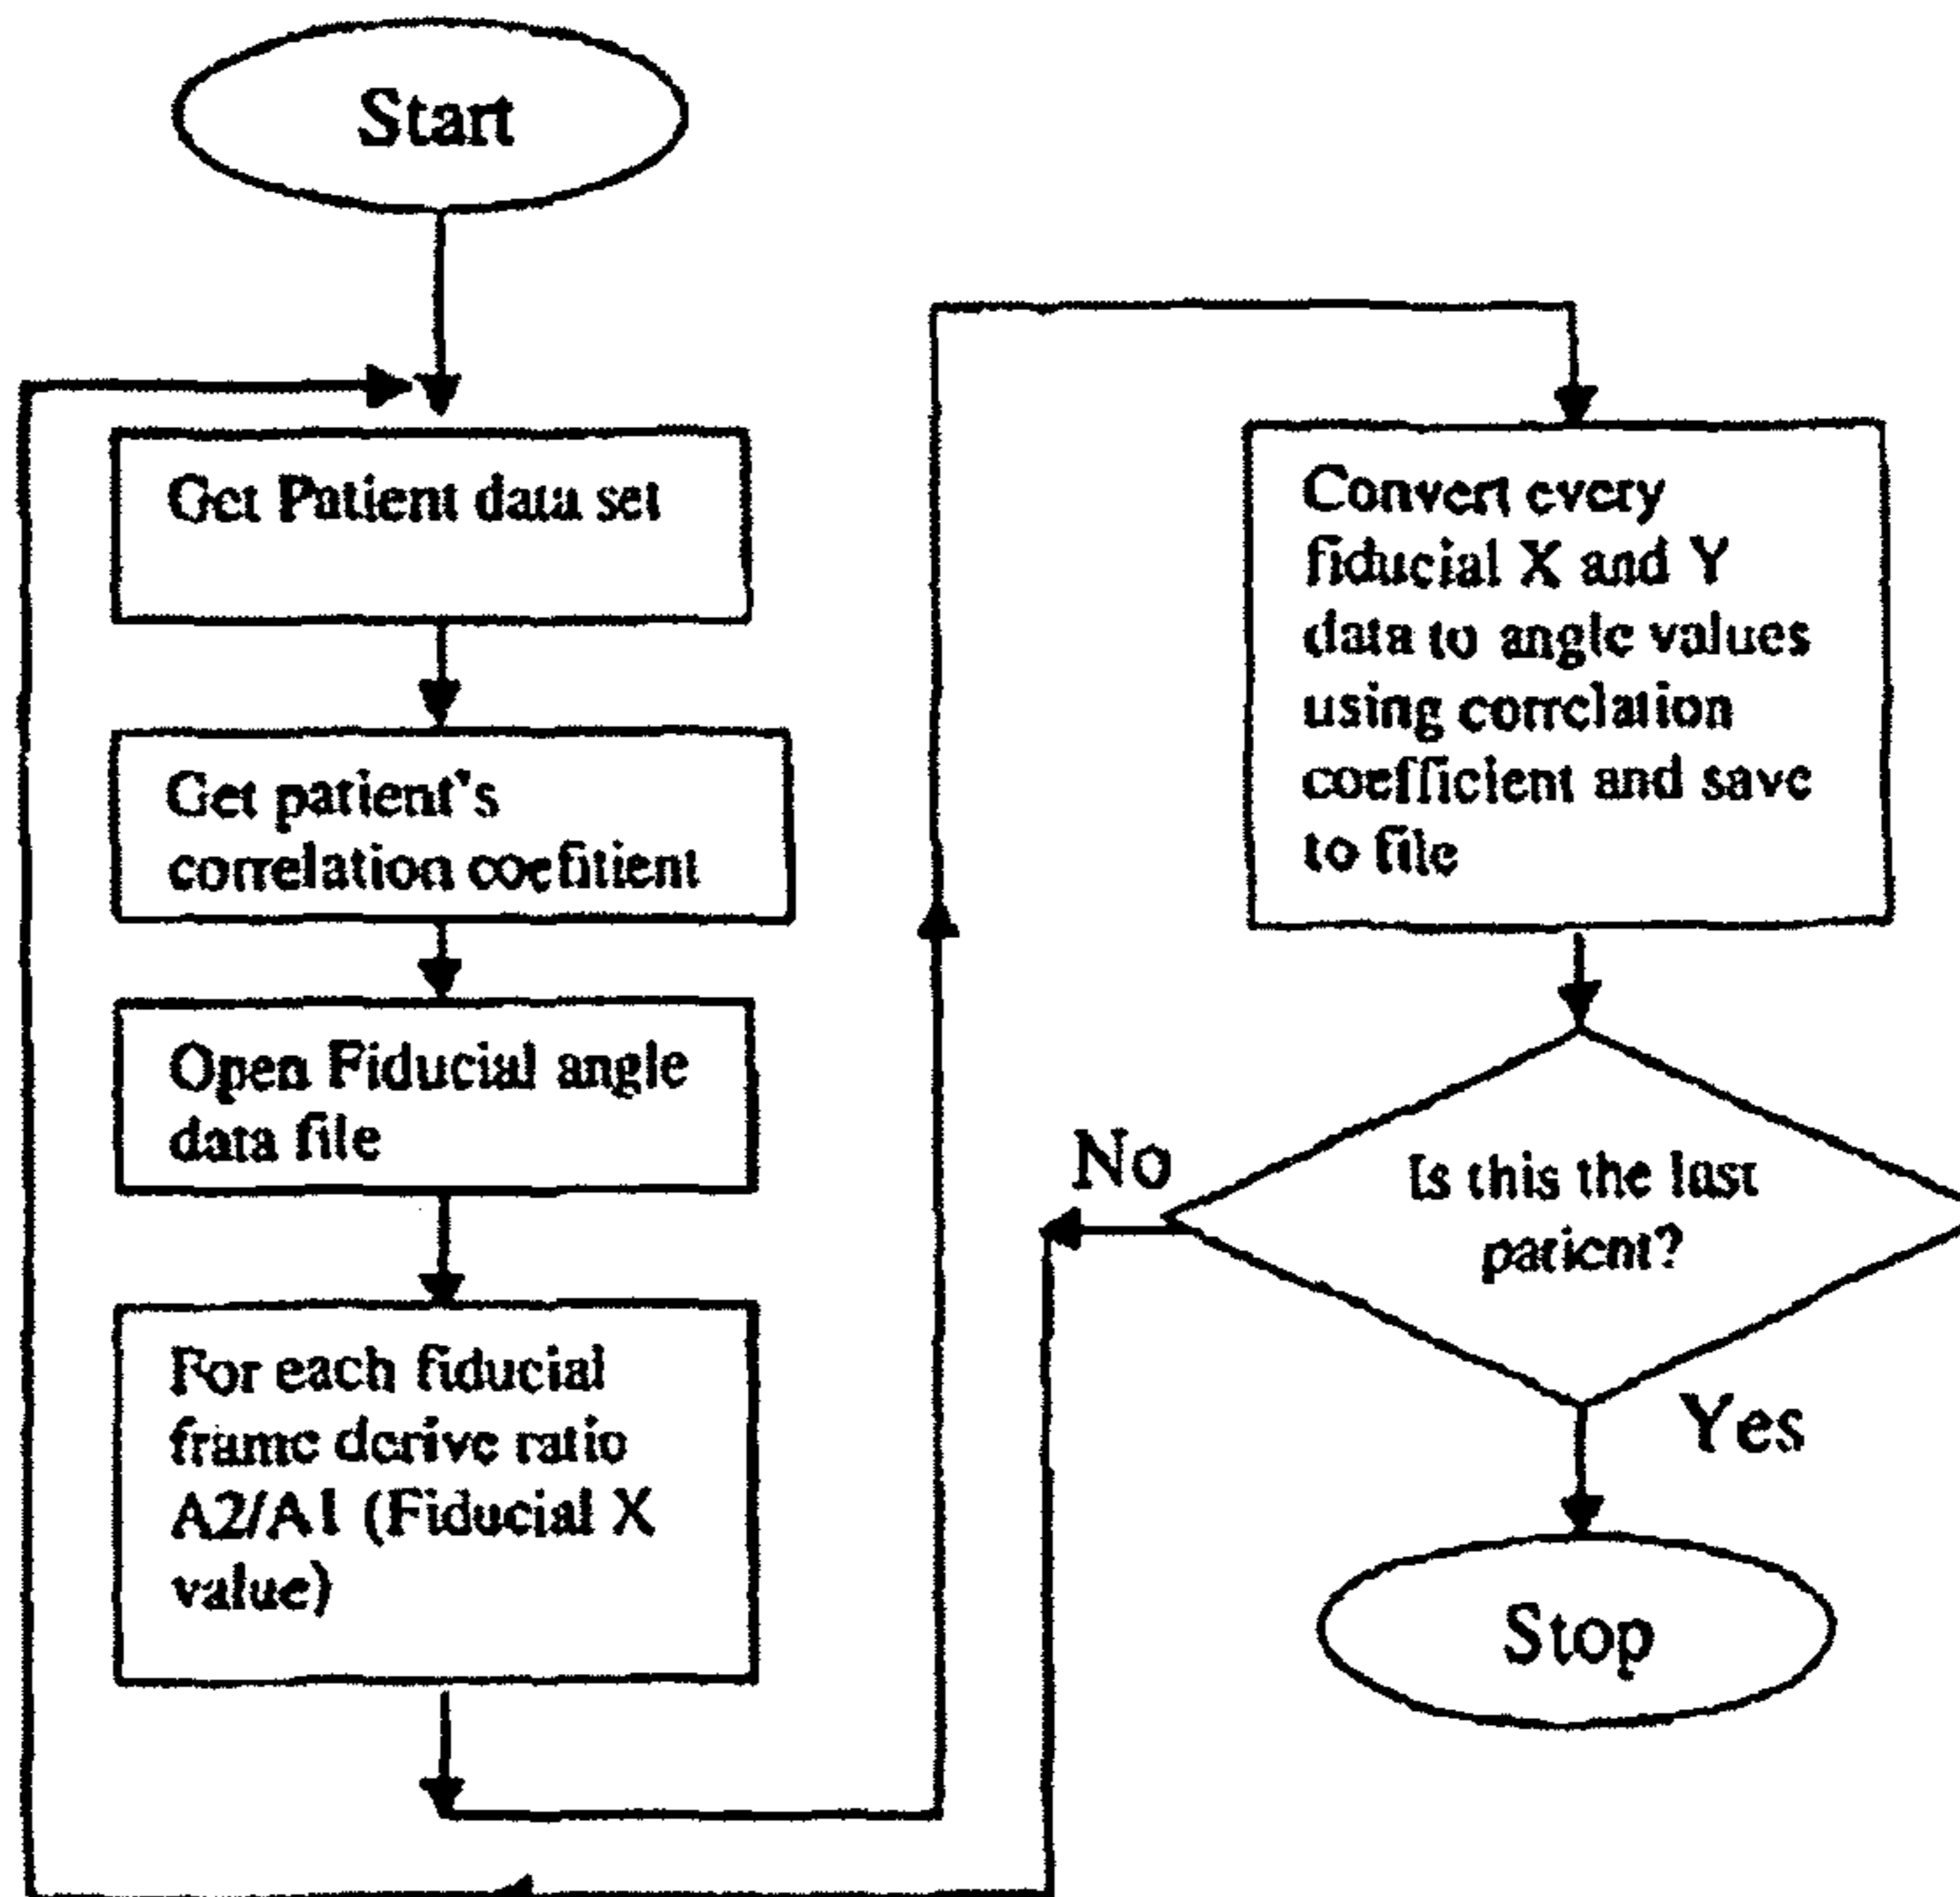 Start
Get Patient data set
Get patient's
correlation coefitient
Open Fiducial angle
data file
For each fiducial
frame derive ratio
A2/A1 (Fiducial X
value)
Convert every
fiducial X and Y
data to angle values
using correlation
coefficient and save
to file
No
Is this the last
patient?
Yes
Stop